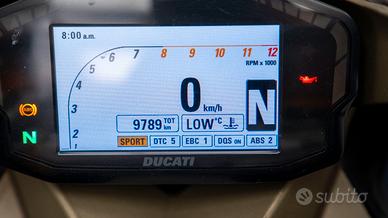 8:00 a.m.
1 2 3 4 5 6 7 8 9 10 11 12
RPM x 1000
0 km/h
N
9789 TOT km
LOW °C
SPORT DTC 5 EBC 1 DQS ON ABS 2
DUCATI
ABS
N
subito